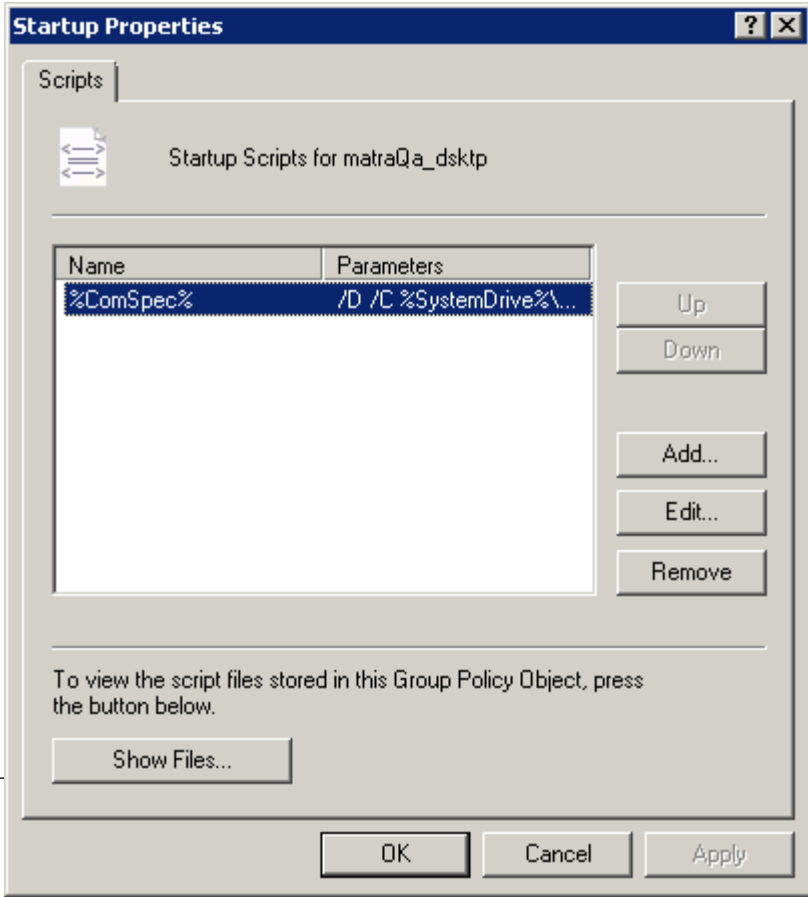 Startup Properties
Scripts
<=>
<=>
Startup Scripts for matraQa_dsktp
Name Parameters
%ComSpec% /D /C %SystemDrive%\...
Up
Down
Add...
Edit...
Remove
To view the script files stored in this Group Policy Object, press
the button below.
Show Files...
OK Cancel Apply